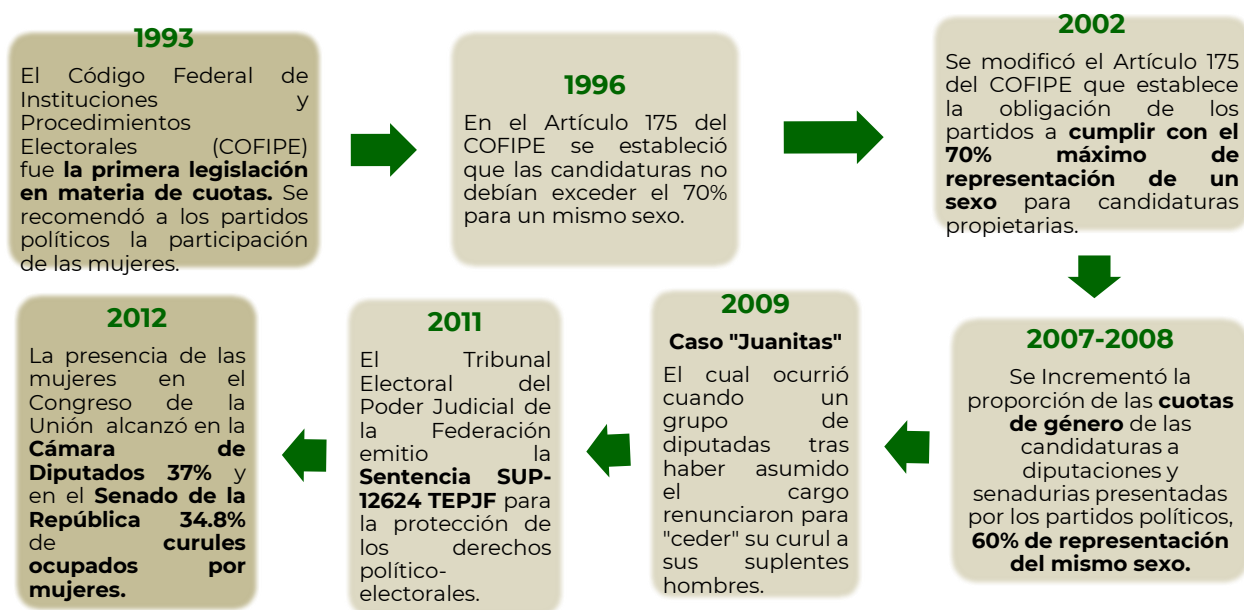 1993
El Código Federal de
Instituciones y
Procedimientos
Electorales (COFIPE)
fue la primera legislación
en materia de cuotas. Se
recomendó a los partidos
políticos la participación
de las mujeres.
1996
En el Artículo 175 del
COFIPE se estableció
que las candidaturas no
debían exceder el 70%
para un mismo sexo.
2002
Se modificó el Artículo 175
del COFIPE que establece
la obligación de los
partidos a cumplir con el
70% máximo de
representación de un
sexo para candidaturas
propietarias.
2007-2008
Se Incrementó la
proporción de las cuotas
de género de las
candidaturas a
diputaciones y
senadurias presentadas
por los partidos políticos,
60% de representación
del mismo sexo.
2009
Caso "Juanitas"
El cual ocurrió
cuando un
grupo de
diputadas tras
haber asumido
el cargo
renunciaron para
"ceder" su curul a
sus suplentes
hombres.
2011
El Tribunal
Electoral del
Poder Judicial de
la Federación
emitio la
Sentencia SUP-
12624 TEPJF para
la protección de
los derechos
político-
electorales.
2012
La presencia de las
mujeres en el
Congreso de la
Unión alcanzó en la
Cámara de
Diputados 37% y
en el Senado de la
República 34.8%
de curules
ocupados por
mujeres.